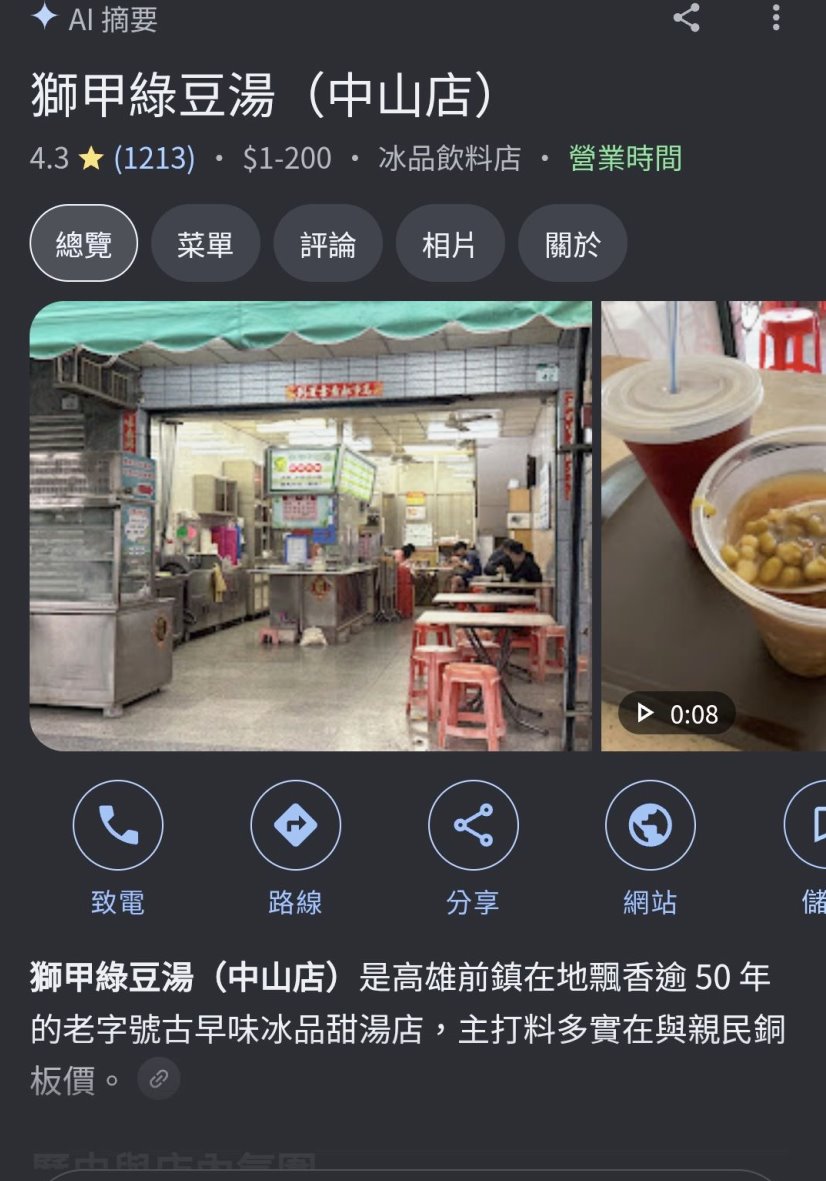 AI 摘要
獅甲綠豆湯（中山店）
4.3 (1213) · $1-200 · 冰品飲料店 · 營業時間
總覽 菜單 評論 相片 關於
0:08
致電 路線 分享 網站 儲
獅甲綠豆湯（中山店）是高雄前鎮在地飄香逾 50 年
的老字號古早味冰品甜湯店，主打料多實在與親民銅
板價。